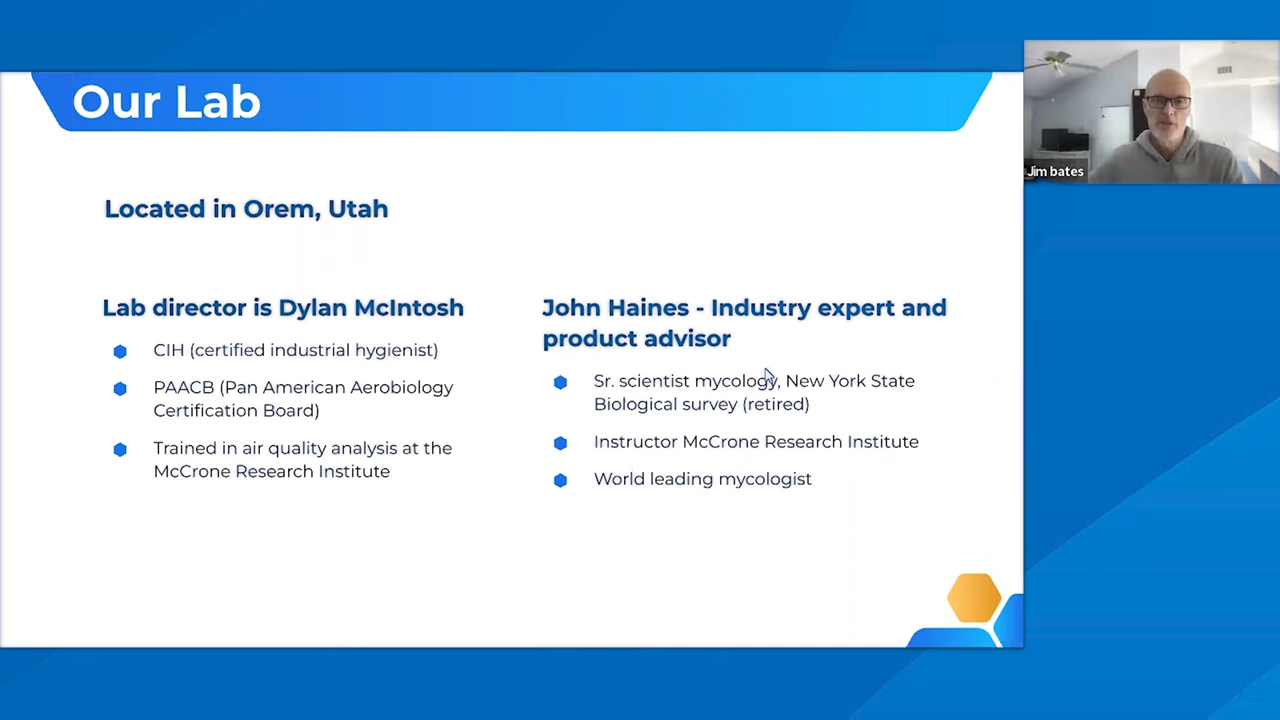 Our Lab
Jim bates
Located in Orem, Utah
Lab director is Dylan McIntosh
CIH (certified industrial hygienist)
PAACB (Pan American Aerobiology
Certification Board)
Trained in air quality analysis at the
McCrone Research Institute
John Haines - Industry expert and
product advisor
Sr. scientist mycology, New York State
Biological survey (retired)
Instructor McCrone Research Institute
World leading mycologist